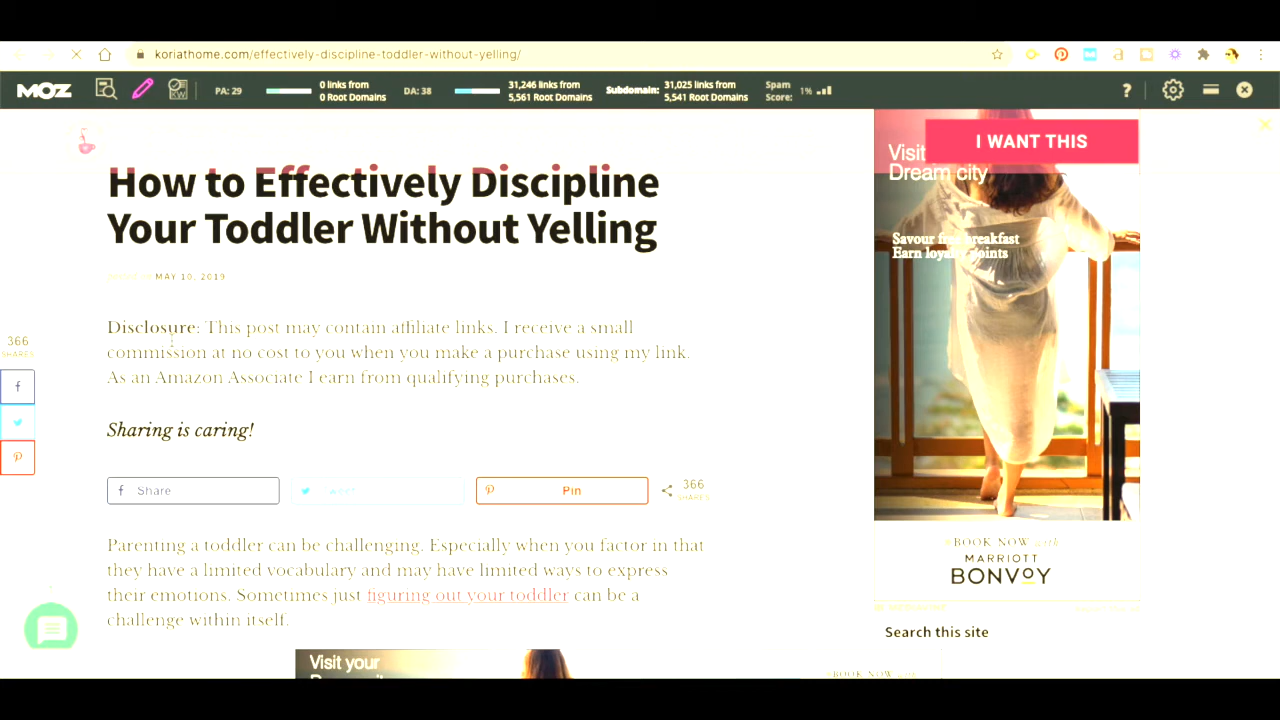 koriathome.com/effectively-discipline-toddler-without-yelling/
MOZ
KW
PA: 29
0 links from
0 Root Domains
DA: 38
31,246 links from
5,561 Root Domains
Subdomain:
31,025 links from
5,541 Root Domains
Spam
Score:
1%
?
I WANT THIS
Visit
Dream city
Savour free breakfast
Earn loyalty points
How to Effectively Discipline
Your Toddler Without Yelling
MAY 10, 2019
Disclosure: This post may contain affiliate links. I receive a small
commission at no cost to you when you make a purchase using my link.
As an Amazon Associate I earn from qualifying purchases.
366
SHARES
Sharing is caring!
Share
Tweet
Pin
366
SHARES
Parenting a toddler can be challenging. Especially when you factor in that
they have a limited vocabulary and may have limited ways to express
their emotions. Sometimes just figuring out your toddler can be a
challenge within itself.
BOOK NOW with
MARRIOTT
BONVOY
Search this site
Visit your
BOOK NOW with